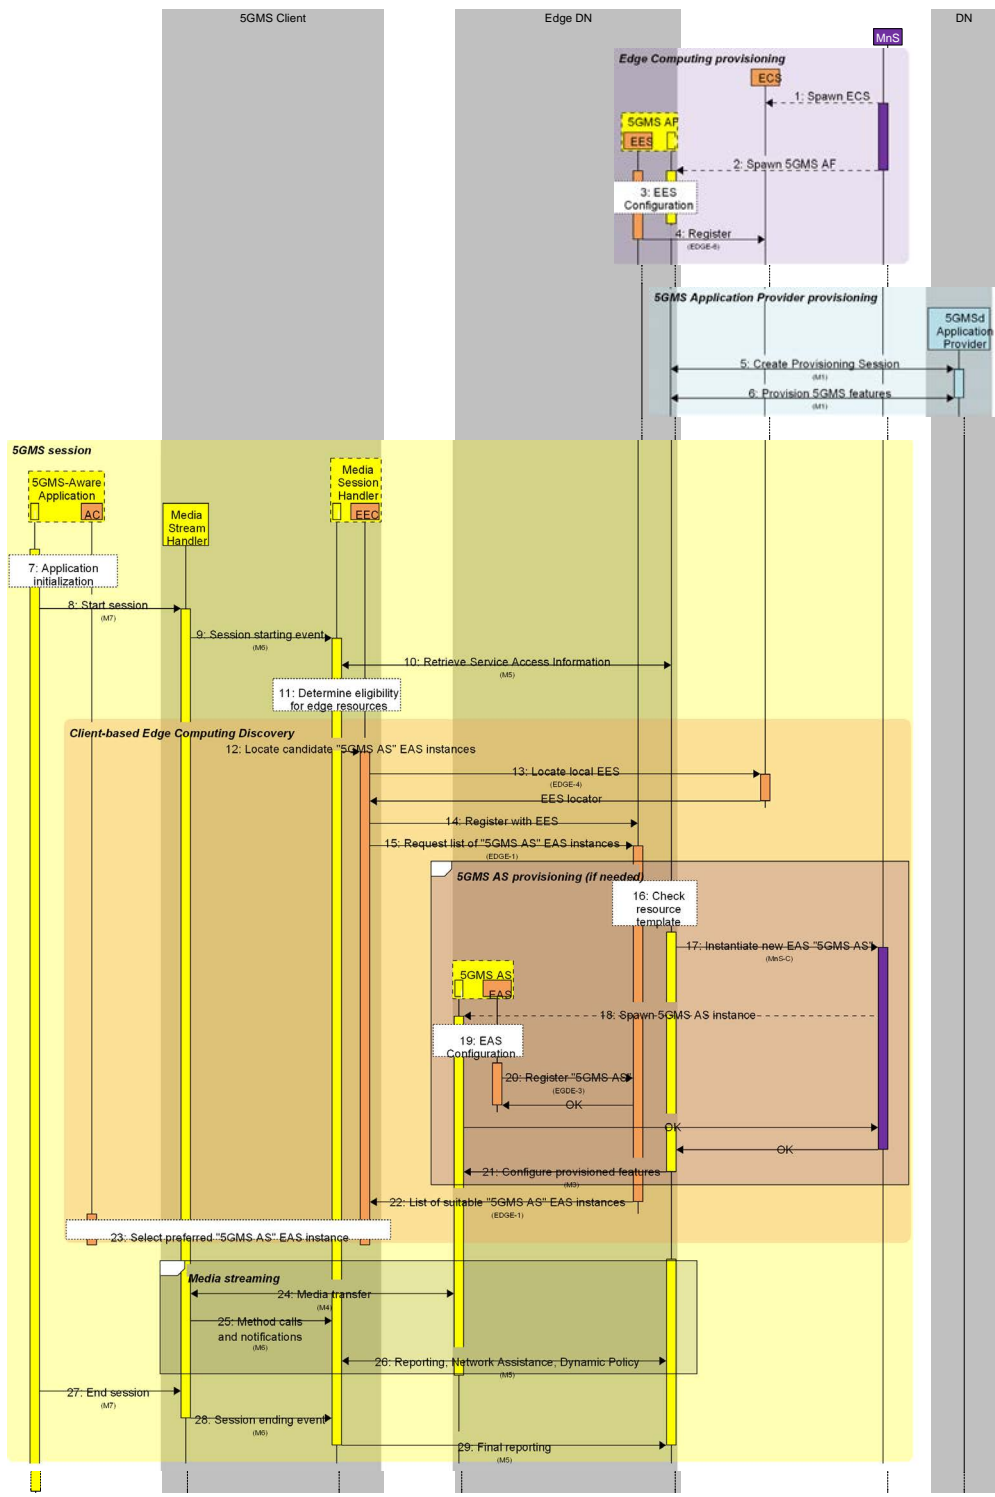 5GMS Client
Edge DN
DN
MnS
Edge Computing provisioning
ECS
1: Spawn ECS
5GMS AF
EES
2: Spawn 5GMS AF
3: EES
Configuration
4: Register
(EDGE-6)
5GMS Application Provider provisioning
5GMSd
Application
Provider
5: Create Provisioning Session
(M1)
6: Provision 5GMS features
(M1)
5GMS session
5GMS-Aware
Application
AC
Media
Stream
Handler
Media
Session
Handler
EEC
7: Application
initialization
8: Start session
(M7)
9: Session starting event
(M6)
10: Retrieve Service Access Information
(M5)
11: Determine eligibility
for edge resources
Client-based Edge Computing Discovery
12: Locate candidate "5GMS AS" EAS instances
13: Locate local EES
(EDGE-4)
EES locator
14: Register with EES
15: Request list of "5GMS AS" EAS instances
(EDGE-1)
5GMS AS provisioning (if needed)
16: Check
resource
template
17: Instantiate new EAS "5GMS AS"
(MnS-C)
5GMS AS
EAS
18: Spawn 5GMS AS instance
19: EAS
Configuration
20: Register "5GMS AS"
(EGDE-3)
OK
OK
OK
21: Configure provisioned features
(M3)
22: List of suitable "5GMS AS" EAS instances
(EDGE-1)
23: Select preferred "5GMS AS" EAS instance
Media streaming
24: Media transfer
(M4)
25: Method calls
and notifications
(M6)
26: Reporting, Network Assistance, Dynamic Policy
(M5)
27: End session
(M7)
28: Session ending event
(M6)
29: Final reporting
(M5)